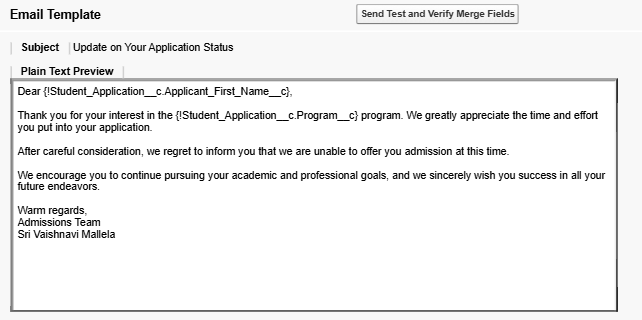 Email Template
Send Test and Verify Merge Fields
Subject Update on Your Application Status
Plain Text Preview
Dear {!Student_Application__c.Applicant_First_Name__c},
Thank you for your interest in the {!Student_Application__c.Program__c} program. We greatly appreciate the time and effort
you put into your application.
After careful consideration, we regret to inform you that we are unable to offer you admission at this time.
We encourage you to continue pursuing your academic and professional goals, and we sincerely wish you success in all your
future endeavors.
Warm regards,
Admissions Team
Sri Vaishnavi Mallela